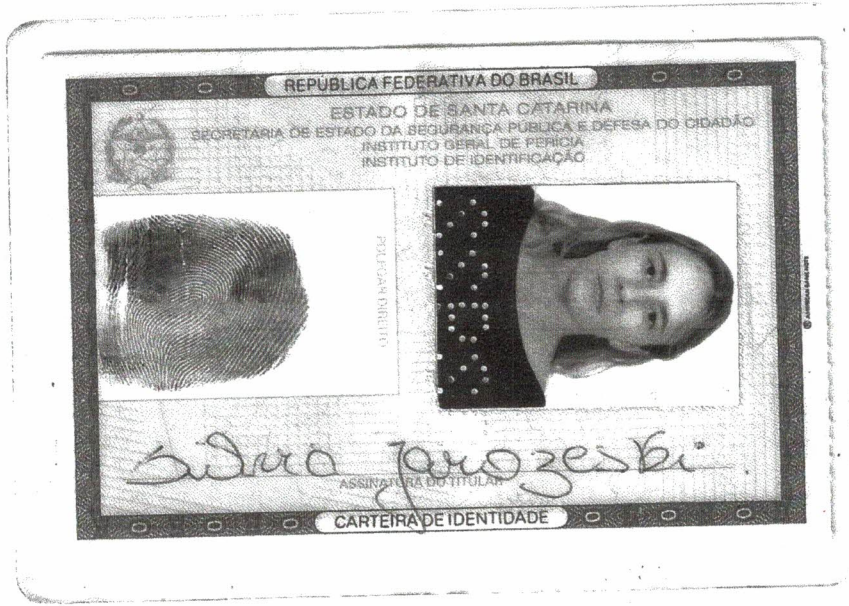 REPÚBLICA FEDERATIVA DO BRASIL
ESTADO DE SANTA CATARINA
SECRETARIA DE ESTADO DA SEGURANÇA PÚBLICA E DEFESA DO CIDADÃO
INSTITUTO GERAL DE PERÍCIA
INSTITUTO DE IDENTIFICAÇÃO
POLEGAR DIREITO
Jarozeski
ASSINATURA DO TITULAR
CARTEIRA DE IDENTIDADE